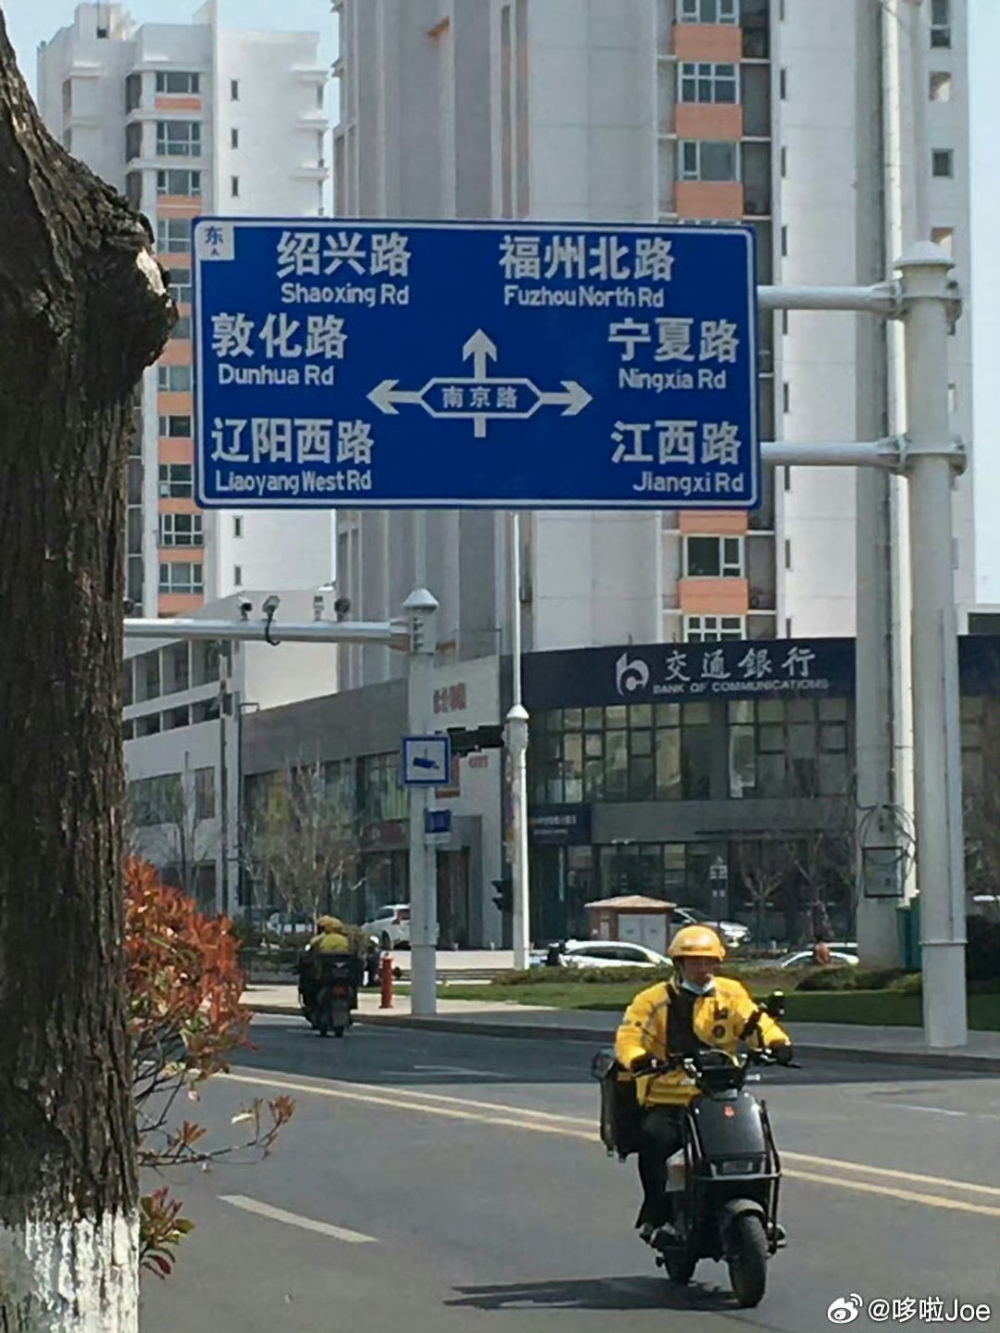 东
绍兴路
Shaoxing Rd
福州北路
Fuzhou North Rd
敦化路
Dunhua Rd
宁夏路
Ningxia Rd
南京路
辽阳西路
Liaoyang West Rd
江西路
Jiangxi Rd
交通銀行
BANK OF COMMUNICATIONS
@哆啦Joe